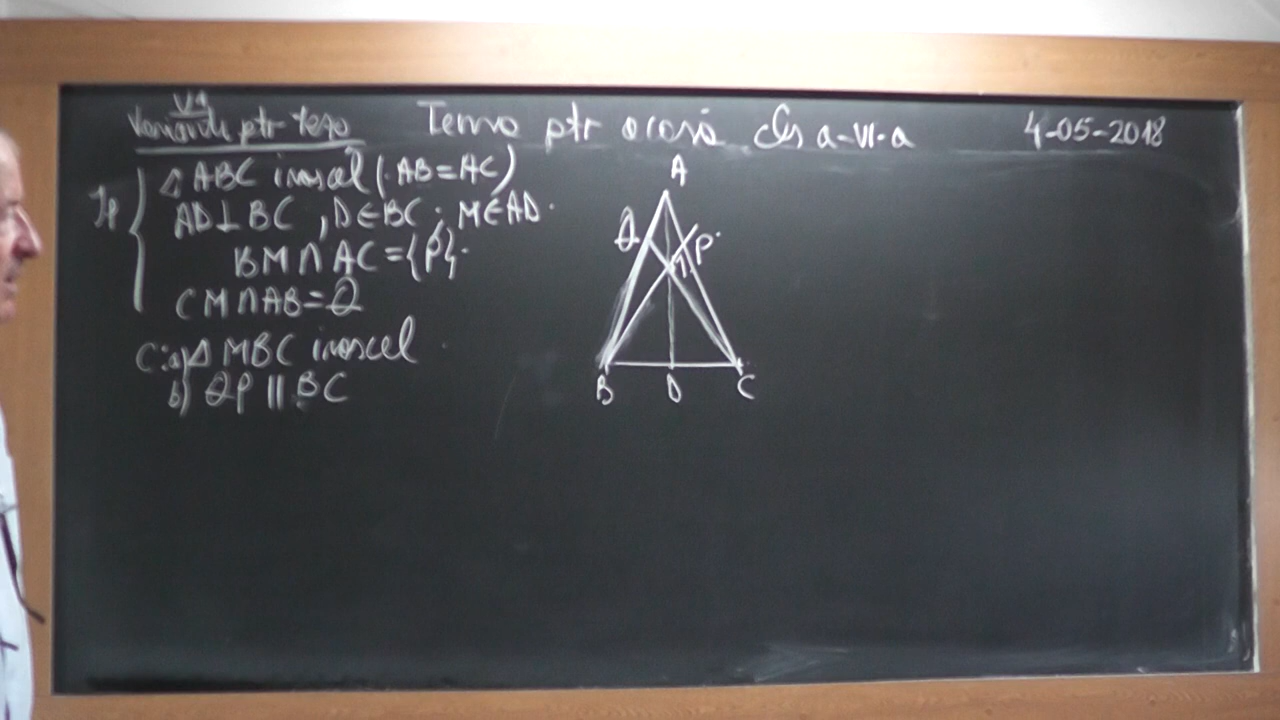 V1
Variante ptr teza Tema ptr acasă cls a-VI-a 4-05-2018
Ip
△ ABC isoscel (AB=AC)
AD⊥BC, D∈BC; M∈AD.
BM∩AC={P}.
CM∩AB=Q
C: a) △ MBC isoscel
b) QP || BC
A
Q P
B D C